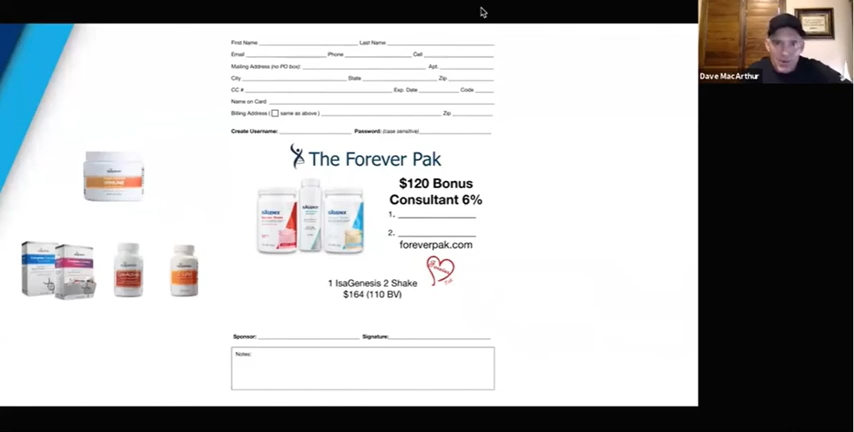 First Name Last Name
Email Phone Cell
Mailing Address (no PO box) Apt.
City State Zip
CC # Exp. Date Code
Name on Card
Billing Address ( same as above ) Zip
Create Username: Password: (case sensitive)
The Forever Pak
$120 Bonus
Consultant 6%
1.
2.
foreverpak.com
1 IsaGenesis 2 Shake
$164 (110 BV)
Sponsor: Signature:
Notes:
Dave MacArthur